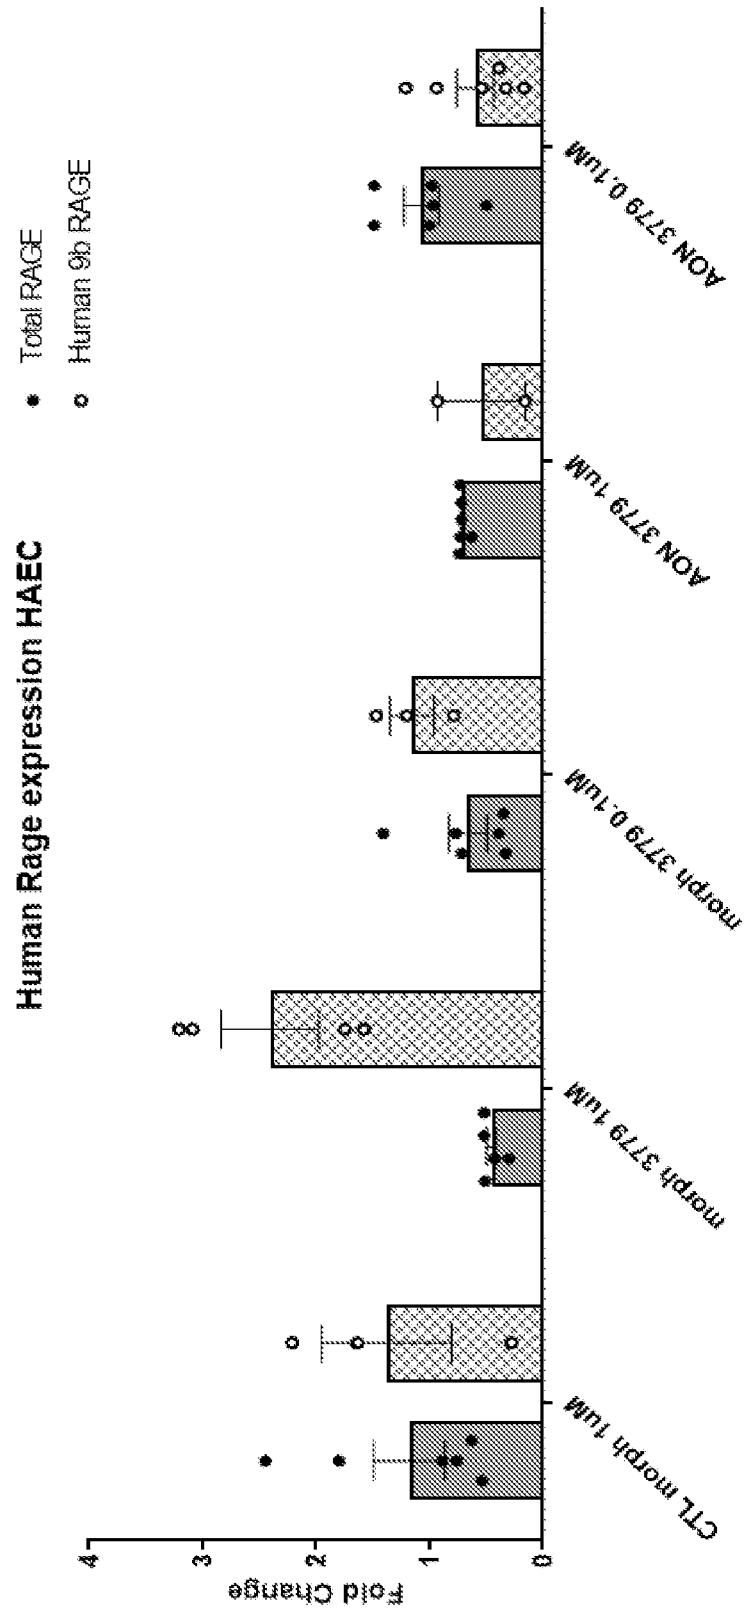 Human Rage expression HAEC
Total RAGE
Human 9b RAGE
Fold Change
4
3
2
1
0
CTL morph 1uM
morph 3779 1uM
morph 3779 0.1uM
AON 3779 1uM
AON 3779 0.1uM